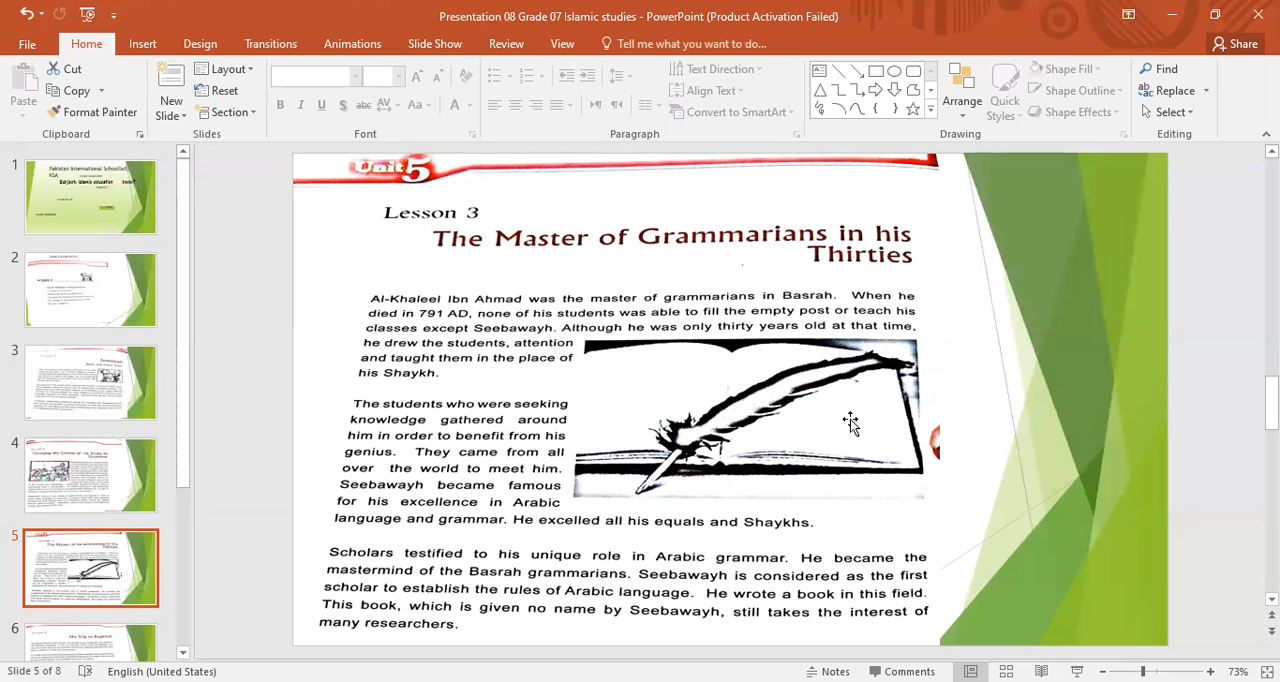 Presentation 08 Grade 07 Islamic studies - PowerPoint (Product Activation Failed)
File Home Insert Design Transitions Animations Slide Show Review View Tell me what you want to do... Share
Paste Cut Copy Format Painter Clipboard
New Slide Layout Reset Section Slides
B I U S abc AV Aa A Font
Text Direction Align Text Convert to SmartArt Paragraph
Arrange Quick Styles Shape Fill Shape Outline Shape Effects Drawing
Find Replace Select Editing
1
2
3
4
5
6
Unit 5
Lesson 3
The Master of Grammarians in his
Thirties
Al-Khaleel Ibn Ahmad was the master of grammarians in Basrah. When he
died in 791 AD, none of his students was able to fill the empty post or teach his
classes except Seebawayh. Although he was only thirty years old at that time,
he drew the students, attention
and taught them in the place of
his Shaykh.
The students who were seeking
knowledge gathered around
him in order to benefit from his
genius. They came from all
over the world to meet him.
Seebawayh became famous
for his excellence in Arabic
language and grammar. He excelled all his equals and Shaykhs.
Scholars testified to his unique role in Arabic grammar. He became the
mastermind of the Basrah grammarians. Seebawayh is considered as the first
scholar to establish the rules of Arabic language. He wrote a book in this field.
This book, which is given no name by Seebawayh, still takes the interest of
many researchers.
Slide 5 of 8 English (United States) Notes Comments 73%